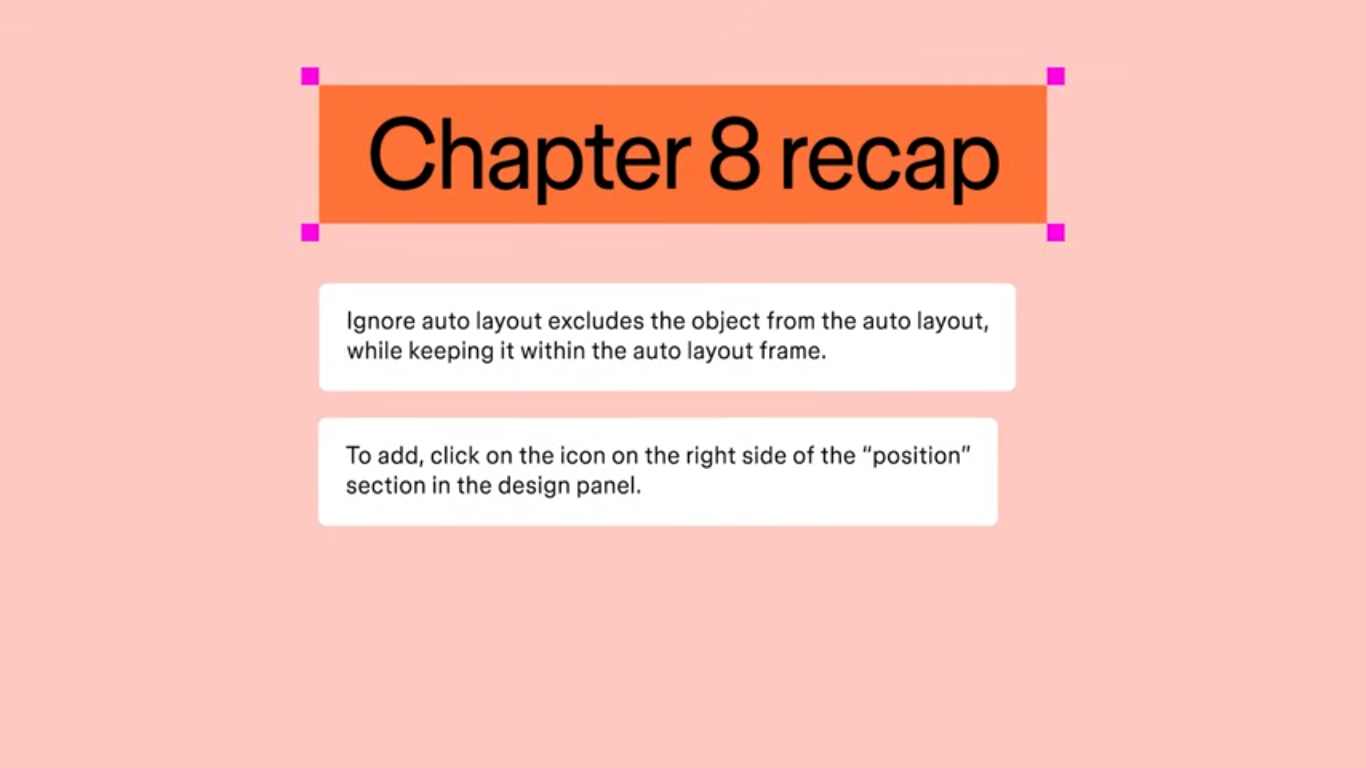 Chapter 8 recap
Ignore auto layout excludes the object from the auto layout,
while keeping it within the auto layout frame.
To add, click on the icon on the right side of the “position”
section in the design panel.